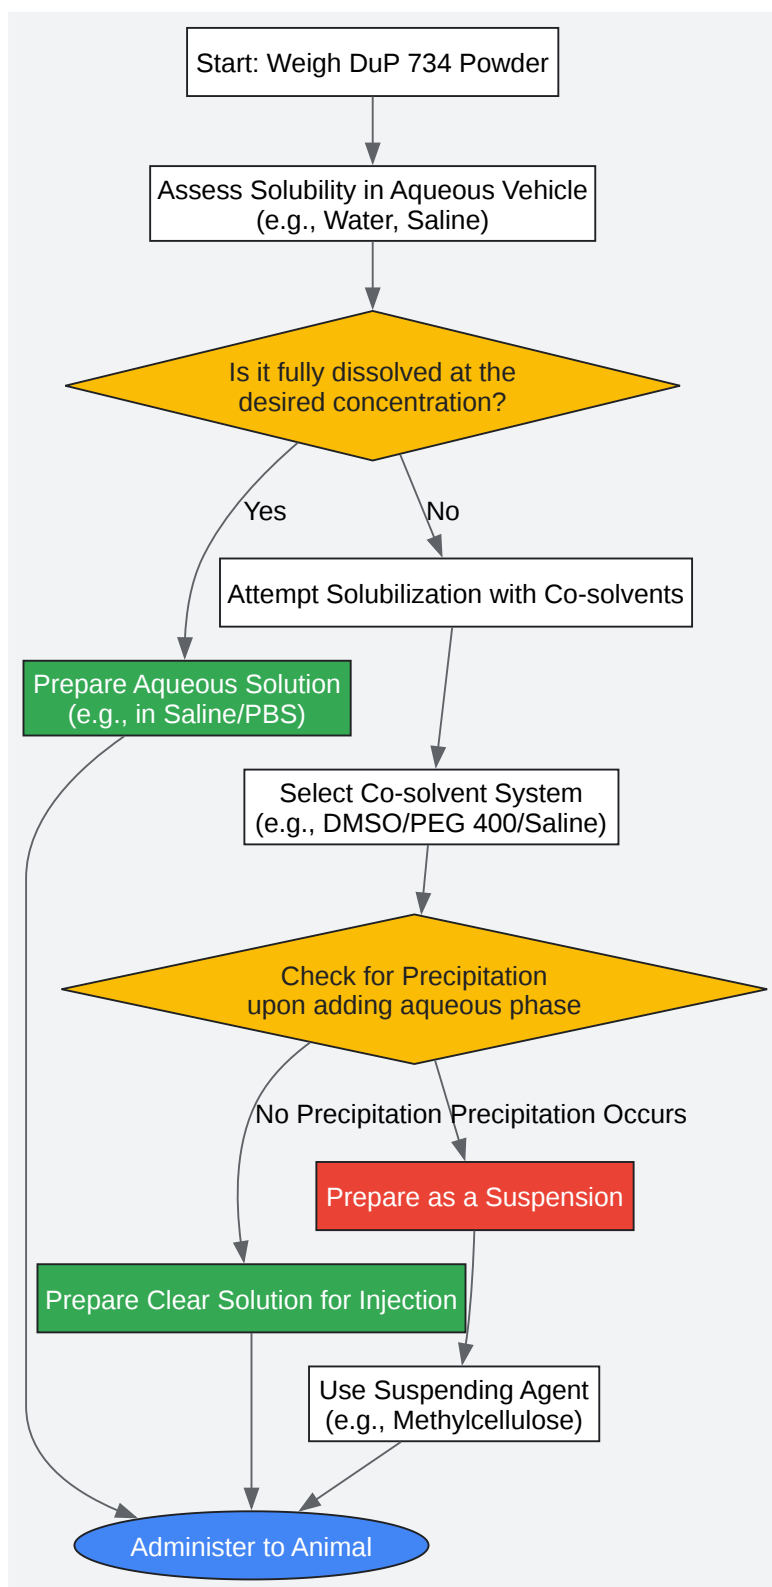 Start: Weigh DuP 734 Powder
Assess Solubility in Aqueous Vehicle
(e.g., Water, Saline)
Is it fully dissolved at the
desired concentration?
Yes
No
Attempt Solubilization with Co-solvents
Prepare Aqueous Solution
(e.g., in Saline/PBS)
Select Co-solvent System
(e.g., DMSO/PEG 400/Saline)
Check for Precipitation
upon adding aqueous phase
No Precipitation
Precipitation Occurs
Prepare as a Suspension
Prepare Clear Solution for Injection
Use Suspending Agent
(e.g., Methylcellulose)
Administer to Animal